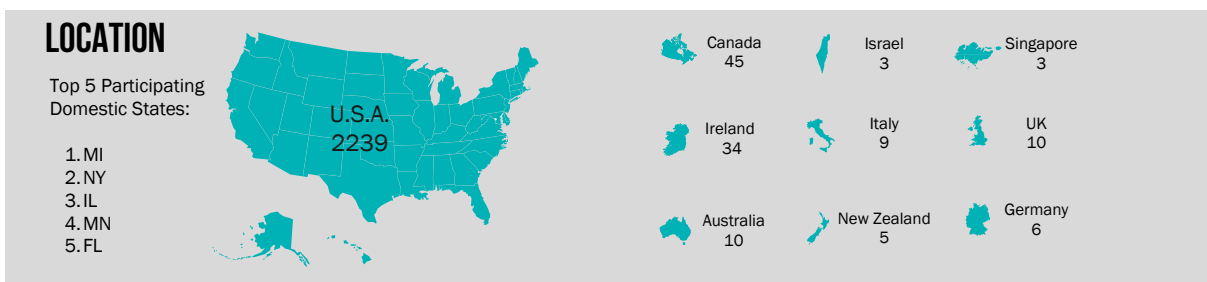 LOCATION
Top 5 Participating
Domestic States:
1. MI
2. NY
3. IL
4. MN
5. FL
U.S.A.
2239
Canada
45
Israel
3
Singapore
3
Ireland
34
Italy
9
UK
10
Australia
10
New Zealand
5
Germany
6